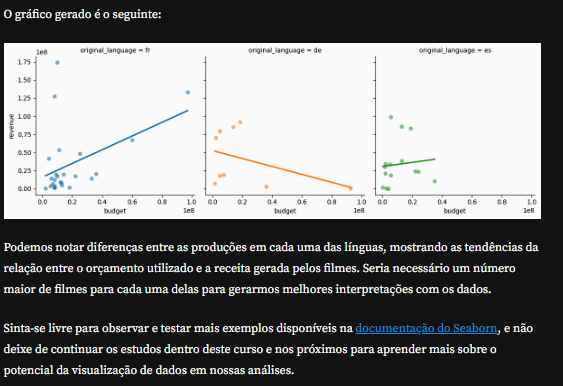 O gráfico gerado é o seguinte:
original_language = fr
original_language = de
original_language = es
1e8
1.75
1.50
1.25
1.00
0.75
0.50
0.25
0.00
revenue
0.0 0.2 0.4 0.6 0.8 1.0
0.0 0.2 0.4 0.6 0.8 1.0
0.0 0.2 0.4 0.6 0.8 1.0
budget 1e8
budget 1e8
budget 1e8
Podemos notar diferenças entre as produções em cada uma das línguas, mostrando as tendências da
relação entre o orçamento utilizado e a receita gerada pelos filmes. Seria necessário um número
maior de filmes para cada uma delas para gerarmos melhores interpretações com os dados.
Sinta-se livre para observar e testar mais exemplos disponíveis na documentação do Seaborn, e não
deixe de continuar os estudos dentro deste curso e nos próximos para aprender mais sobre o
potencial da visualização de dados em nossas análises.